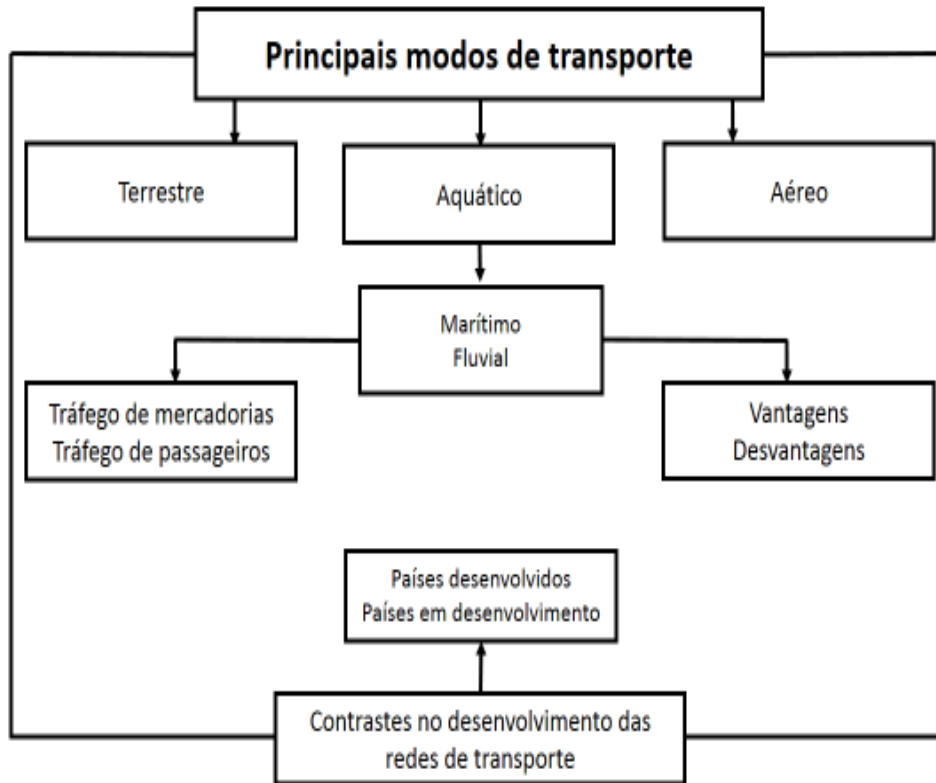 Principais modos de transporte
Terrestre
Aquático
Aéreo
Marítimo
Fluvial
Tráfego de mercadorias
Tráfego de passageiros
Vantagens
Desvantagens
Países desenvolvidos
Países em desenvolvimento
Contrastes no desenvolvimento das
redes de transporte